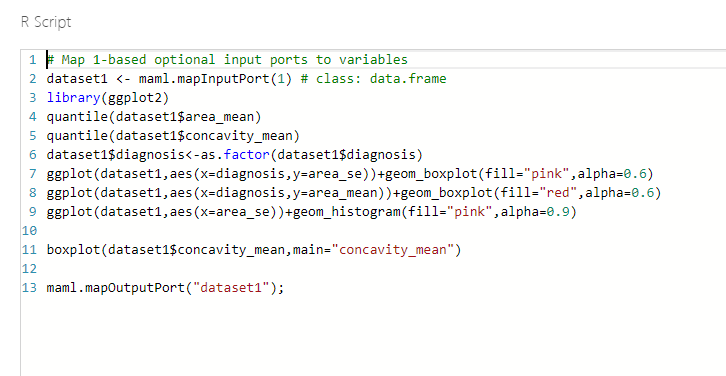 R Script
1 # Map 1-based optional input ports to variables
2 dataset1 <- maml.mapInputPort(1) # class: data.frame
3 library(ggplot2)
4 quantile(dataset1$area_mean)
5 quantile(dataset1$concavity_mean)
6 dataset1$diagnosis<-as.factor(dataset1$diagnosis)
7 ggplot(dataset1,aes(x=diagnosis,y=area_se))+geom_boxplot(fill="pink",alpha=0.6)
8 ggplot(dataset1,aes(x=diagnosis,y=area_mean))+geom_boxplot(fill="red",alpha=0.6)
9 ggplot(dataset1,aes(x=area_se))+geom_histogram(fill="pink",alpha=0.9)
10
11 boxplot(dataset1$concavity_mean,main="concavity_mean")
12
13 maml.mapOutputPort("dataset1");